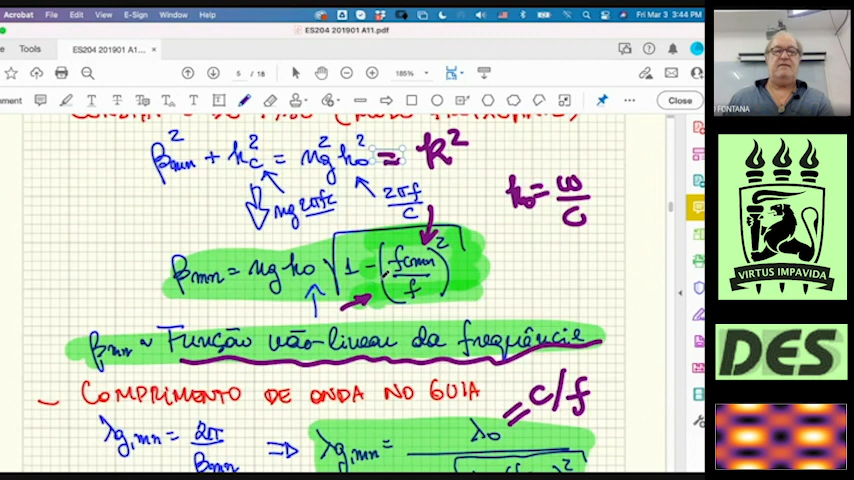 Acrobat File Edit View E-Sign Window Help Fri Mar 3 3:44 PM
ES204 201901 A11.pdf
Tools ES204 201901 A1... ×
5 / 18 185%
mment Close
β²mn + k²c = n²g k²o = k²
ng 2πfc/c 2πf/c ko = ω/c
βmn = ng ko √1 - (fcmn/f)²
βmn ~ Função não-linear da frequência
- COMPRIMENTO DE ONDA NO GUIA
= c/f
λg,mn = 2π/βmn ⇒ λg,mn = λo
FONTANA
VIRTUS IMPAVIDA
DES